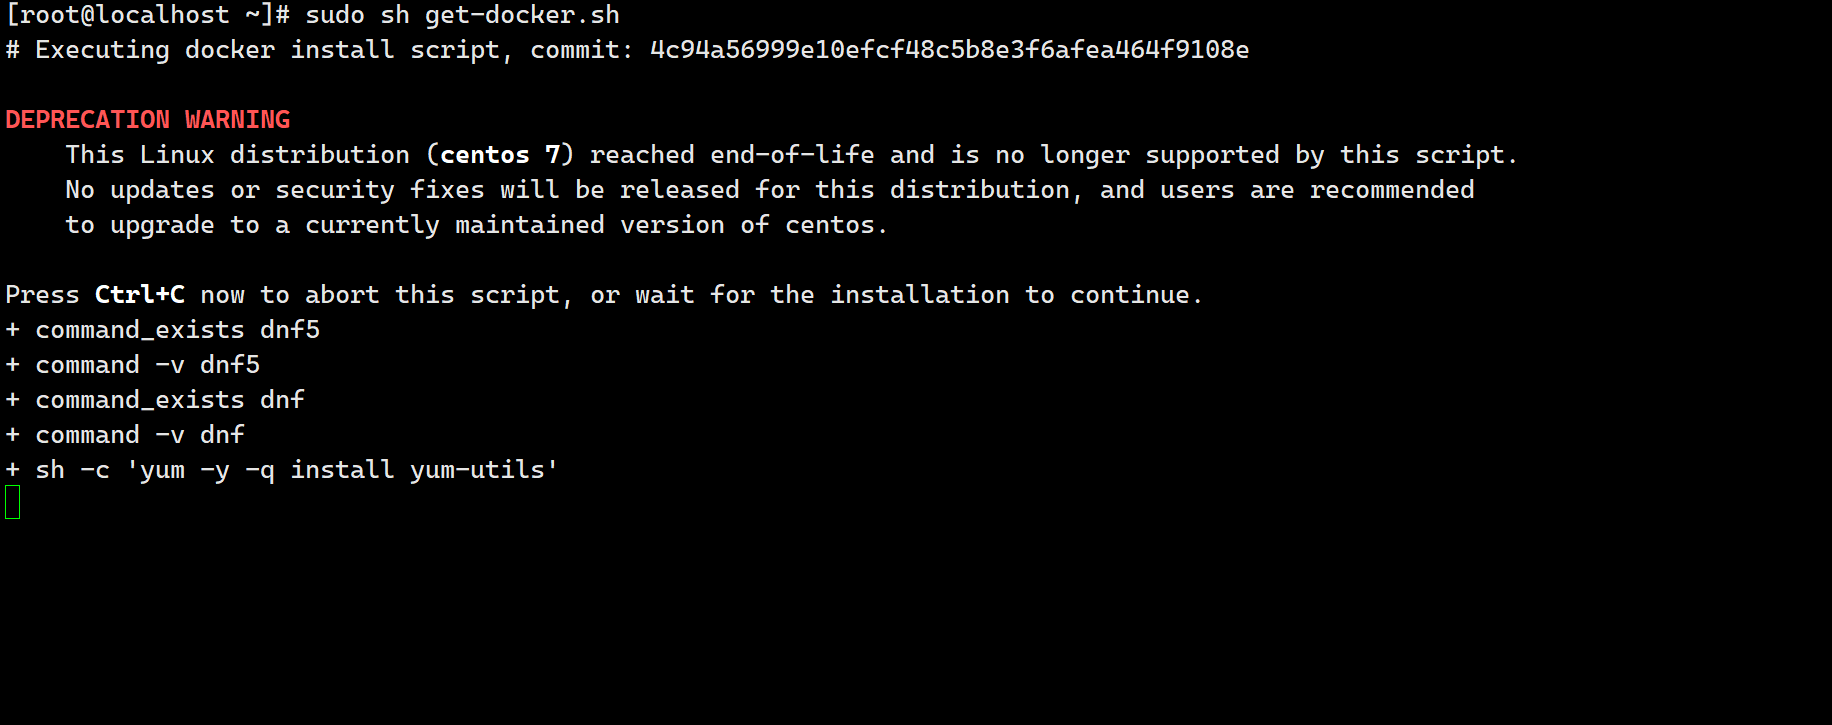 [root@localhost ~]# sudo sh get-docker.sh
# Executing docker install script, commit: 4c94a56999e10efcf48c5b8e3f6afea464f9108e
DEPRECATION WARNING
This Linux distribution (centos 7) reached end-of-life and is no longer supported by this script.
No updates or security fixes will be released for this distribution, and users are recommended
to upgrade to a currently maintained version of centos.
Press Ctrl+C now to abort this script, or wait for the installation to continue.
+ command_exists dnf5
+ command -v dnf5
+ command_exists dnf
+ command -v dnf
+ sh -c 'yum -y -q install yum-utils'